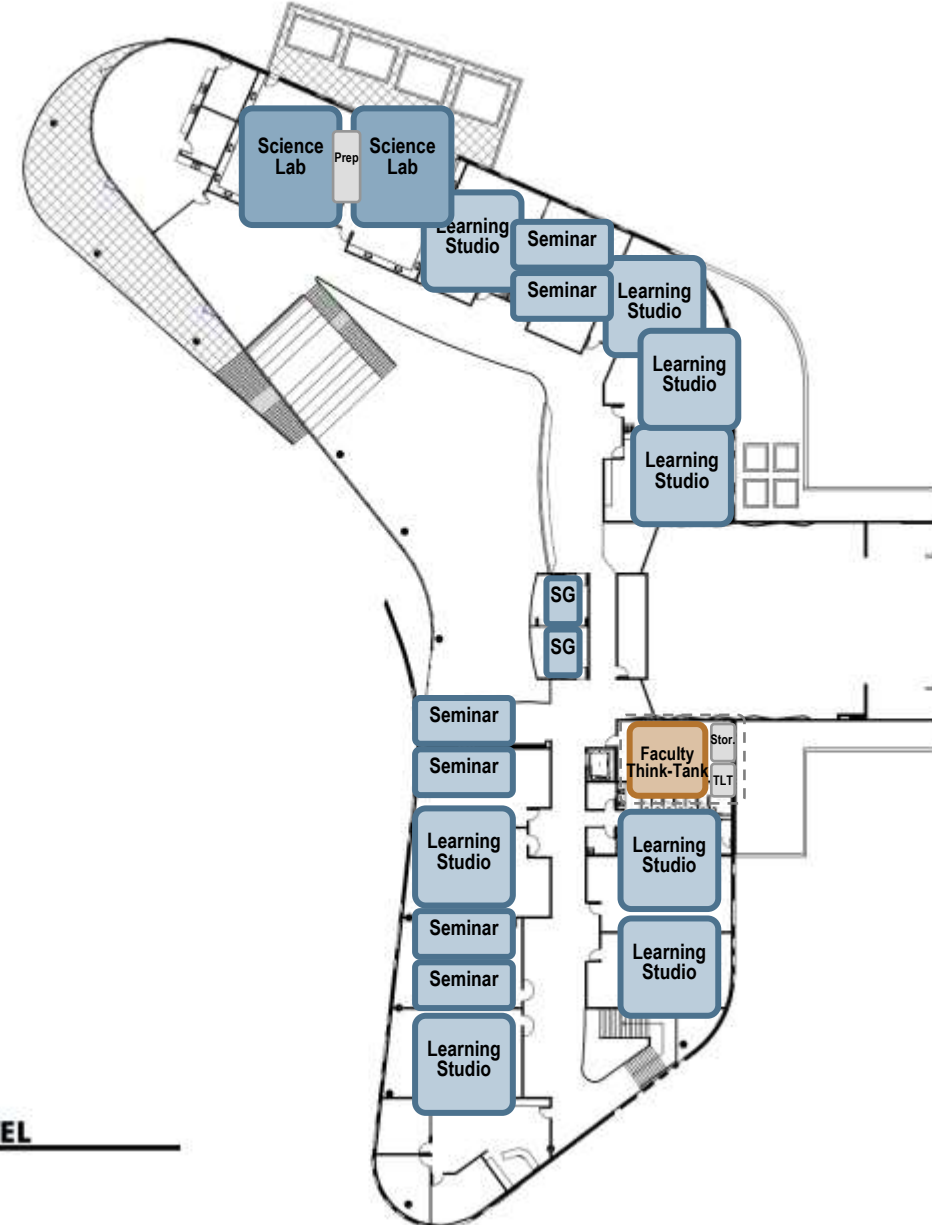 Science
Lab
Prep
Science
Lab
Learning
Studio
Seminar
Seminar
Learning
Studio
Learning
Studio
Learning
Studio
SG
SG
Seminar
Seminar
Faculty
Think-Tank
Stor.
TLT
Learning
Studio
Learning
Studio
Seminar
Seminar
Learning
Studio
Learning
Studio
EL